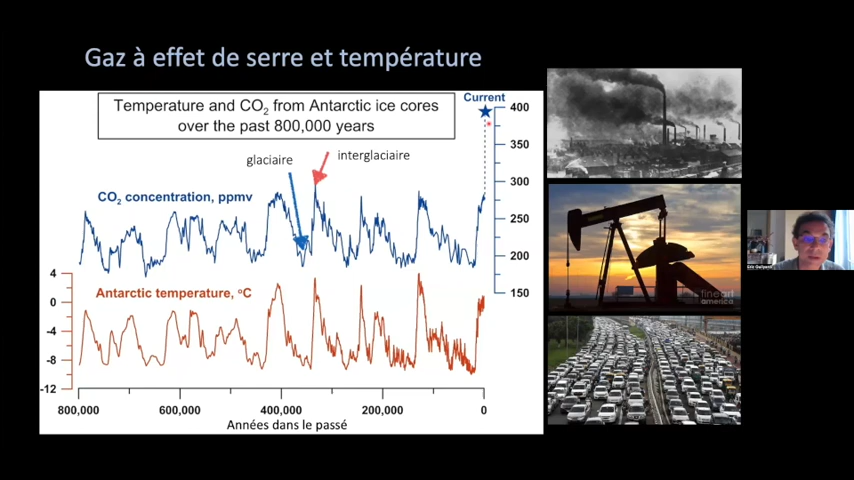 Gaz à effet de serre et température
Temperature and CO₂ from Antarctic ice cores
over the past 800,000 years
Current
400
350
300
250
200
150
glaciaire
interglaciaire
CO₂ concentration, ppmv
Antarctic temperature, °C
4
0
-4
-8
-12
800,000
600,000
400,000
200,000
0
Années dans le passé
fineart
america